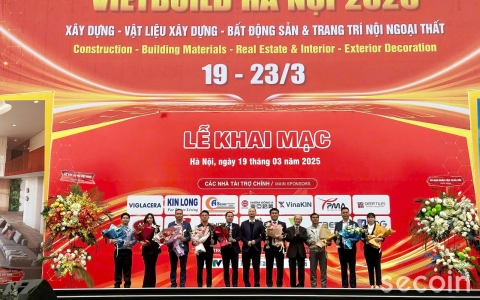 VIETBUILD HÀ NỘI 2025
XÂY DỰNG - VẬT LIỆU XÂY DỰNG - BẤT ĐỘNG SẢN & TRANG TRÍ NỘI NGOẠI THẤT
Construction - Building Materials - Real Estate & Interior - Exterior Decoration
19 - 23/3
LỄ KHAI MẠC
Hà Nội, ngày 19 tháng 03 năm 2025
CÁC NHÀ TÀI TRỢ CHÍNH / MAIN SPONSORS
VIGLACERA
KIN LONG
VinaKIN
PMA
secoin